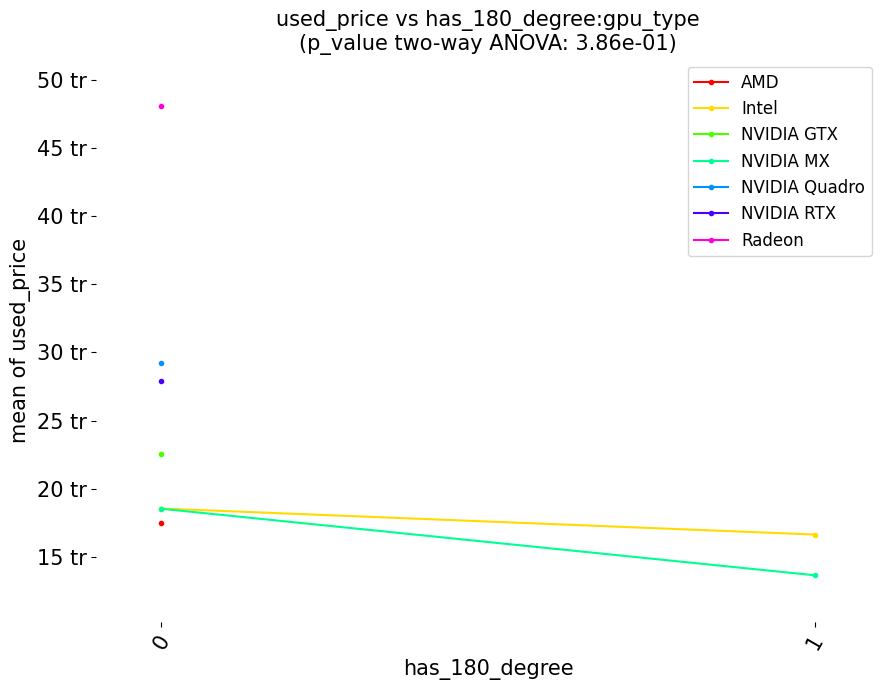 used_price vs has_180_degree:gpu_type
(p_value two-way ANOVA: 3.86e-01)
AMD
Intel
NVIDIA GTX
NVIDIA MX
NVIDIA Quadro
NVIDIA RTX
Radeon
50 tr
45 tr
40 tr
35 tr
30 tr
25 tr
20 tr
15 tr
mean of used_price
0
1
has_180_degree